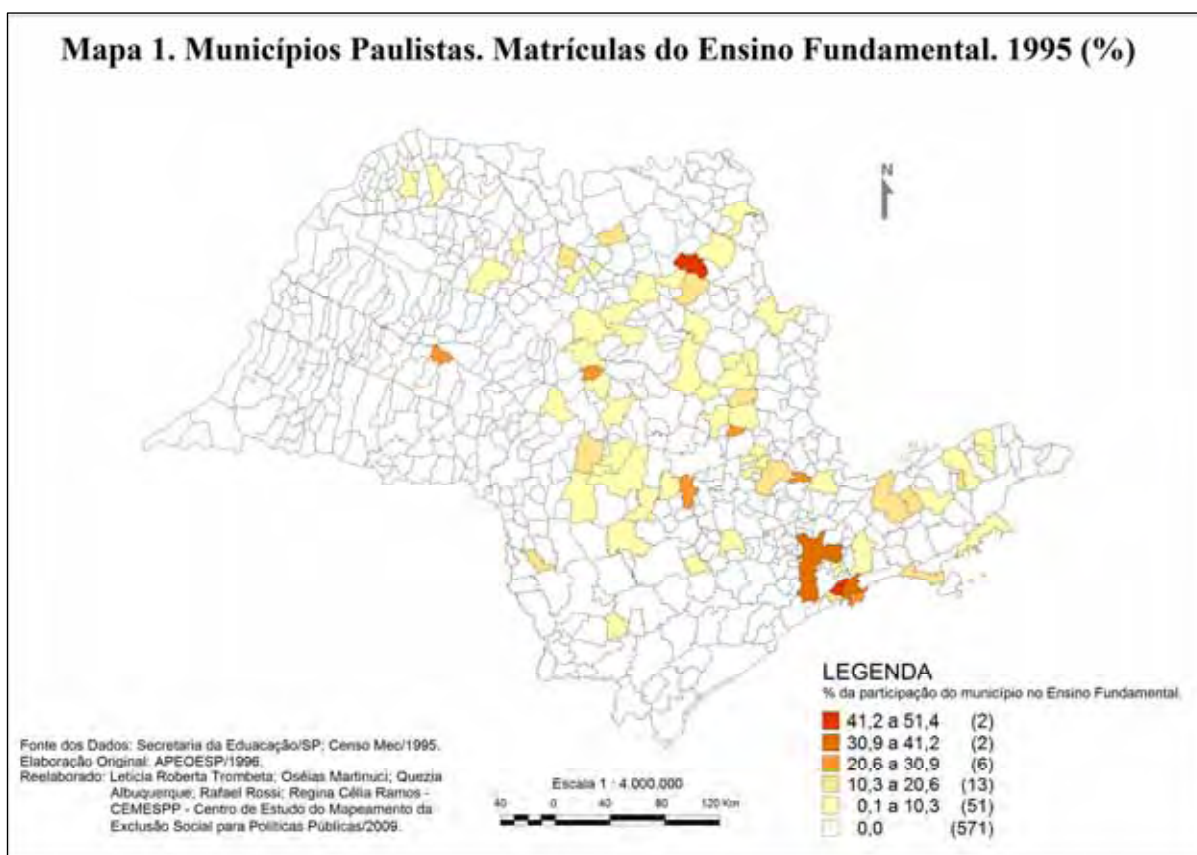 Mapa 1. Municípios Paulistas. Matrículas do Ensino Fundamental. 1995 (%)
N
LEGENDA
% da participação do município no Ensino Fundamental.
41,2 a 51,4 (2)
30,9 a 41,2 (2)
20,6 a 30,9 (6)
10,3 a 20,6 (13)
0,1 a 10,3 (51)
0,0 (571)
Fonte dos Dados: Secretaria da Eduacação/SP; Censo Mec/1995.
Elaboração Original: APEOESP/1996.
Reelaborado: Letícia Roberta Trombeta; Oséias Martinuci; Quezia
Albuquerque; Rafael Rossi; Regina Célia Ramos -
CEMESPP - Centro de Estudo do Mapeamento da
Exclusão Social para Políticas Públicas/2009.
Escala 1 : 4.000.000
40 0 40 80 120 Km